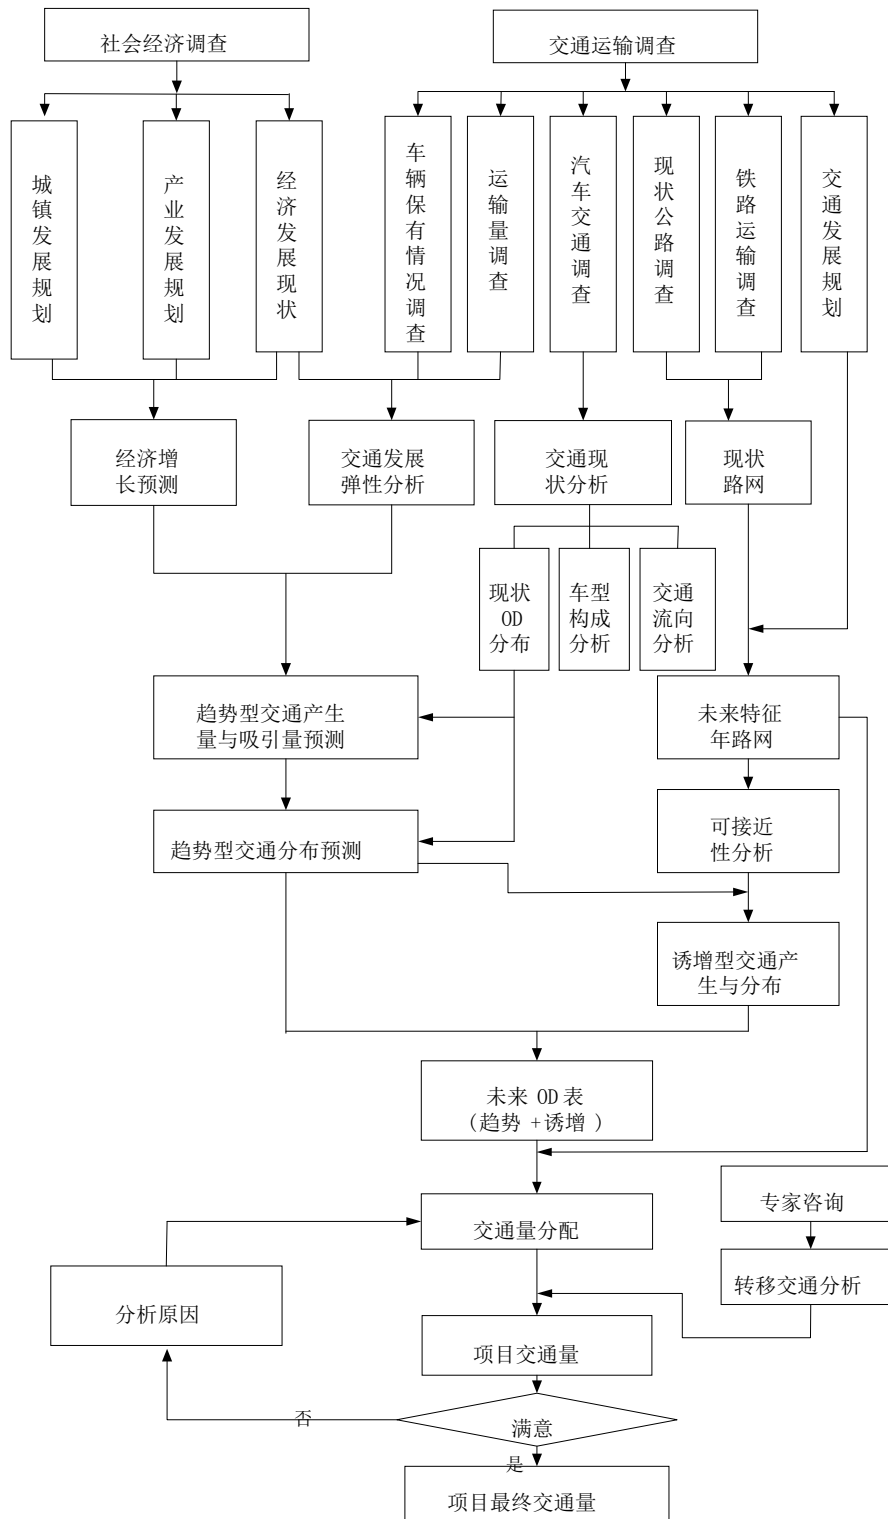 社会经济调查
交通运输调查
城镇发展规划
产业发展规划
经济发展现状
车辆保有情况调查
运输量调查
汽车交通调查
现状公路调查
铁路运输调查
交通发展规划
经济增
长预测
交通发展
弹性分析
交通现
状分析
现状
路网
现状
OD
分布
车型
构成
分析
交通
流向
分析
趋势型交通产生
量与吸引量预测
未来特征
年路网
趋势型交通分布预测
可接近
性分析
诱增型交通产
生与分布
未来 OD 表
(趋势 +诱增 )
专家咨询
交通量分配
转移交通分析
分析原因
项目交通量
否
满意
是
项目最终交通量